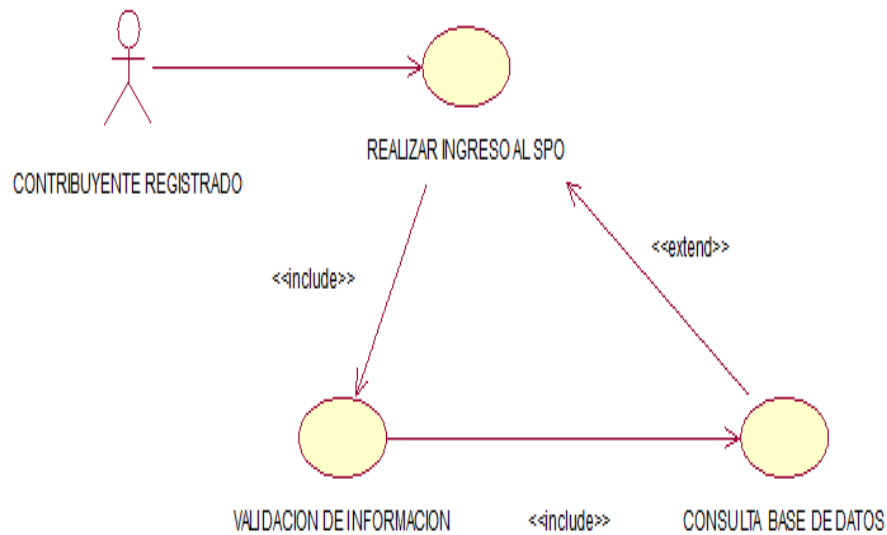 REALIZAR INGRESO AL SPO
CONTRIBUYENTE REGISTRADO
<<extend>>
<<include>>
VALIDACION DE INFORMACION
<<include>>
CONSULTA BASE DE DATOS